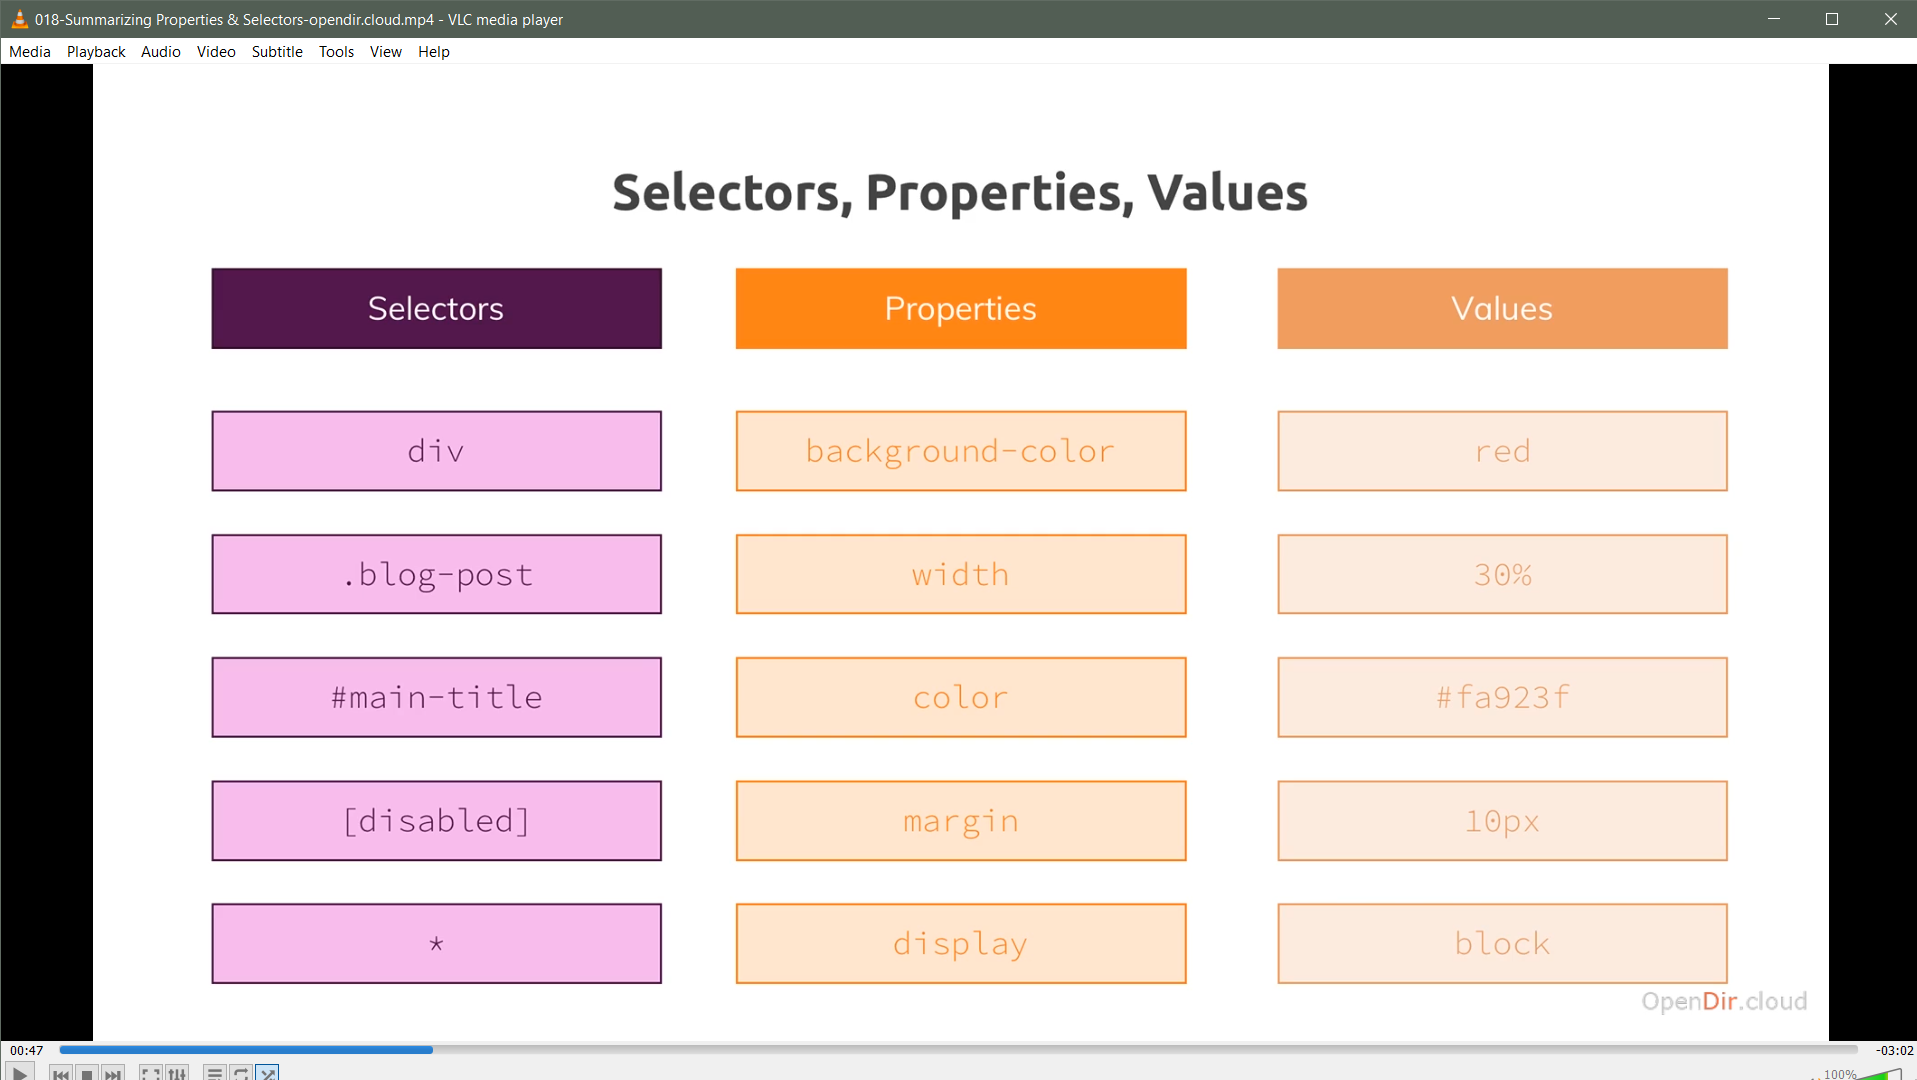 018-Summarizing Properties & Selectors-opendir.cloud.mp4 - VLC media player
Media Playback Audio Video Subtitle Tools View Help
Selectors, Properties, Values
Selectors Properties Values
div background-color red
.blog-post width 30%
#main-title color #fa923f
[disabled] margin 10px
* display block
OpenDir.cloud
00:47 -03:02
100%